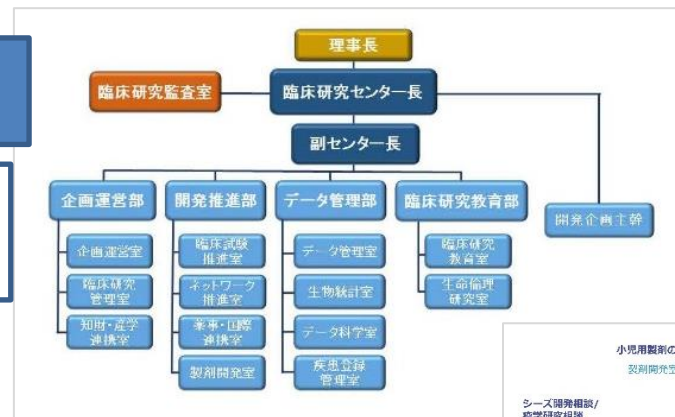 理事長
臨床研究監査室
臨床研究センター長
副センター長
企画運営部
開発推進部
データ管理部
臨床研究教育部
開発企画主幹
企画運営室
臨床試験
推進室
データ管理室
臨床研究
教育室
臨床研究
管理室
ネットワーク
推進室
生物統計室
生命倫理
研究室
知財・産学
連携室
薬事・国際
連携室
データ科学室
製剤開発室
疾患登録
管理室
小児用製剤の
製剤開発室
シーズ開発相談/
疫学研究相談